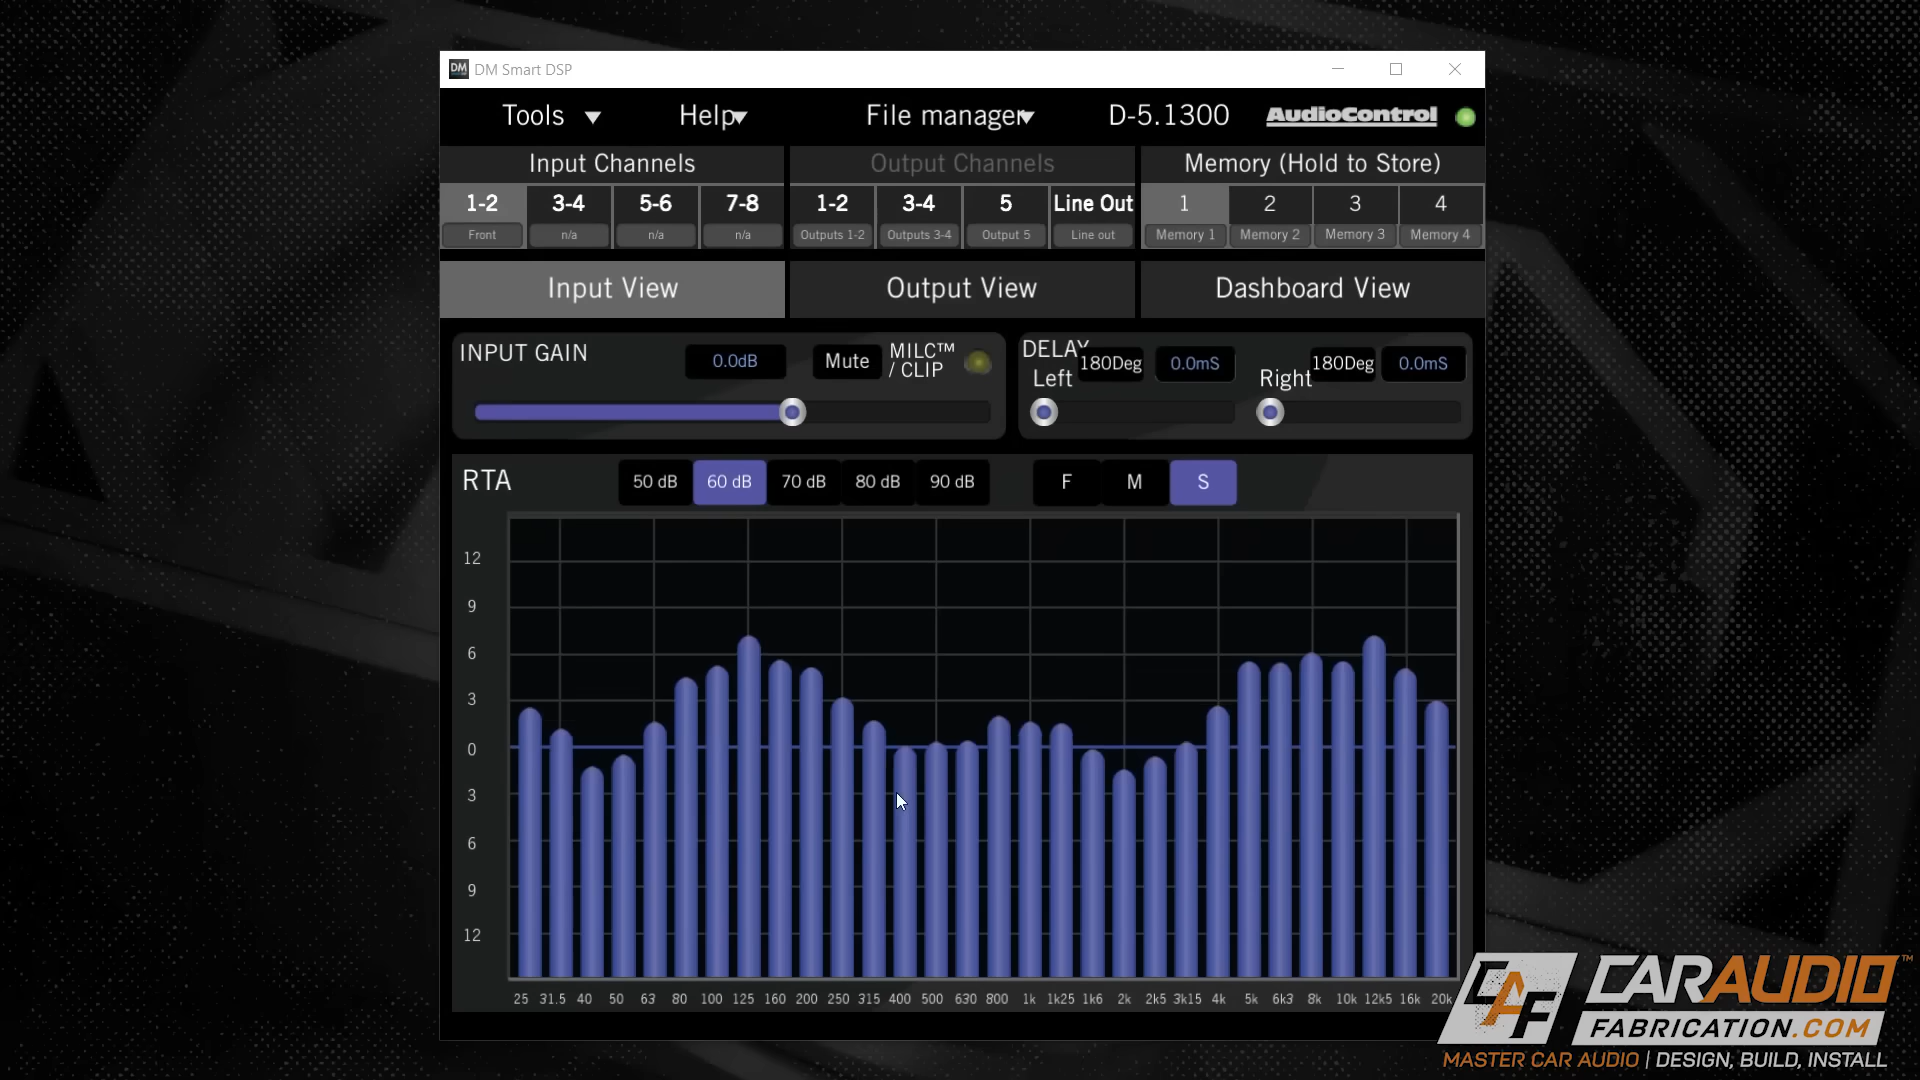 DM DM Smart DSP
Tools Help File manager D-5.1300 AudioControl
Input Channels Output Channels Memory (Hold to Store)
1-2 3-4 5-6 7-8 1-2 3-4 5 Line Out 1 2 3 4
Front n/a n/a n/a Outputs 1-2 Outputs 3-4 Output 5 Line out Memory 1 Memory 2 Memory 3 Memory 4
Input View Output View Dashboard View
INPUT GAIN 0.0dB Mute MILC™
/ CLIP
DELAY
Left 180Deg 0.0mS Right 180Deg 0.0mS
RTA 50 dB 60 dB 70 dB 80 dB 90 dB F M S
12
9
6
3
0
3
6
9
12
25 31.5 40 50 63 80 100 125 160 200 250 315 400 500 630 800 1k 1k25 1k6 2k 2k5 3k15 4k 5k 6k3 8k 10k 12k5 16k 20k
CAF CARAUDIO™
FABRICATION.COM
MASTER CAR AUDIO | DESIGN, BUILD, INSTALL